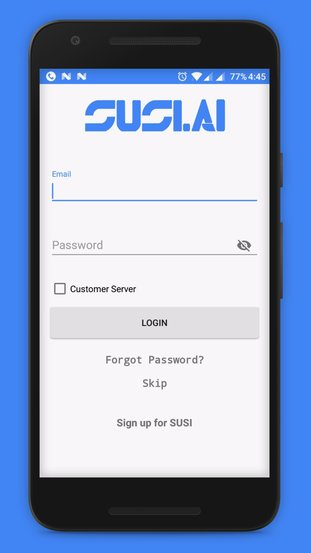 77% 4:45
SUSI.AI
Email
Password
Customer Server
LOGIN
Forgot Password?
Skip
Sign up for SUSI